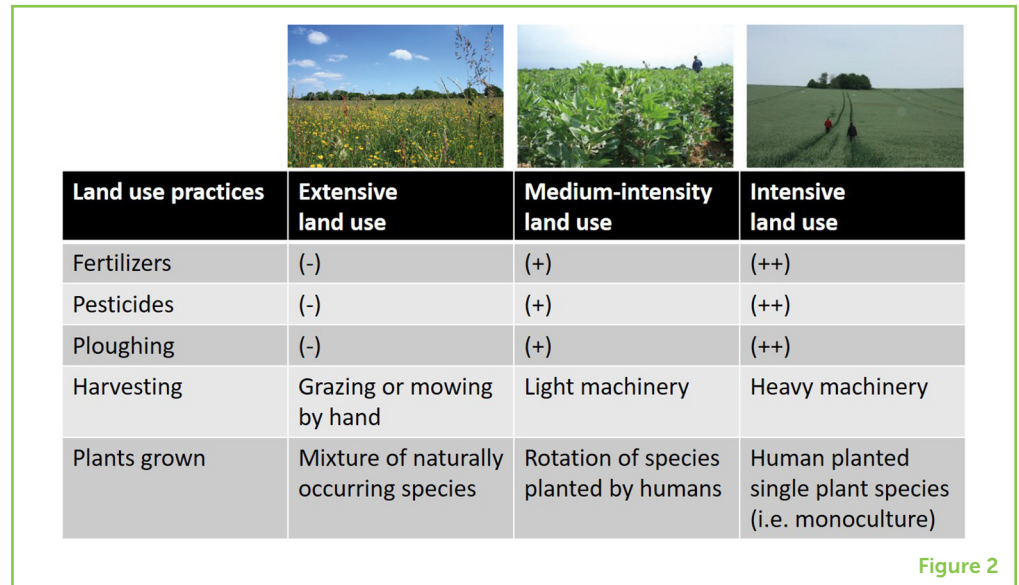 Land use practices
Extensive
land use
Medium-intensity
land use
Intensive
land use
Fertilizers
(-)
(+)
(++)
Pesticides
(-)
(+)
(++)
Ploughing
(-)
(+)
(++)
Harvesting
Grazing or mowing
by hand
Light machinery
Heavy machinery
Plants grown
Mixture of naturally
occurring species
Rotation of species
planted by humans
Human planted
single plant species
(i.e. monoculture)
Figure 2